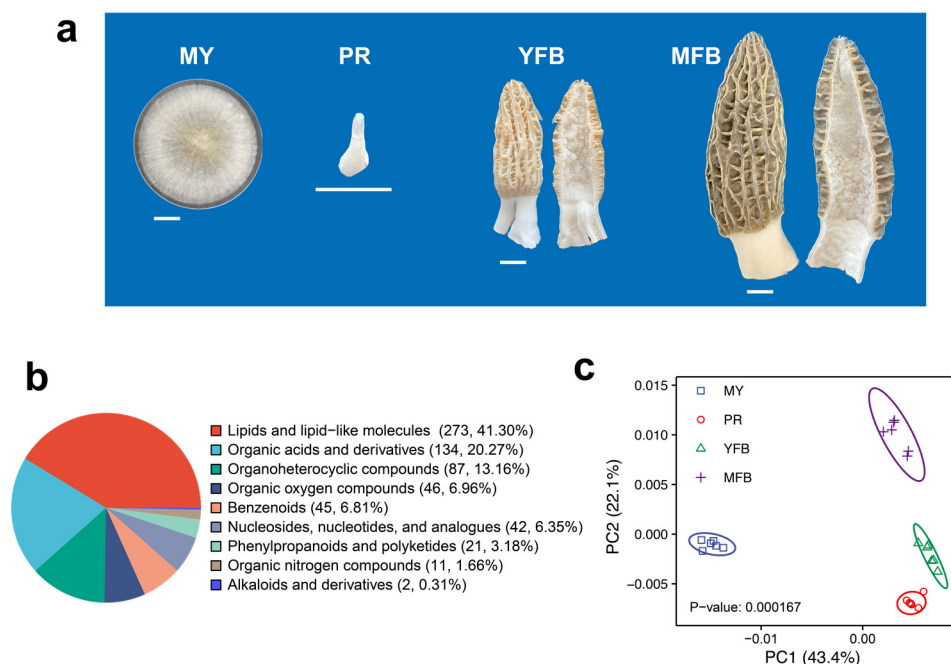 a
MY
PR
YFB
MFB
b
Lipids and lipid−like molecules (273, 41.30%)
Organic acids and derivatives (134, 20.27%)
Organoheterocyclic compounds (87, 13.16%)
Organic oxygen compounds (46, 6.96%)
Benzenoids (45, 6.81%)
Nucleosides, nucleotides, and analogues (42, 6.35%)
Phenylpropanoids and polyketides (21, 3.18%)
Organic nitrogen compounds (11, 1.66%)
Alkaloids and derivatives (2, 0.31%)
c
MY
PR
YFB
MFB
PC2 (22.1%)
0.015
0.010
0.005
0.000
−0.005
P-value: 0.000167
−0.01
0.00
PC1 (43.4%)